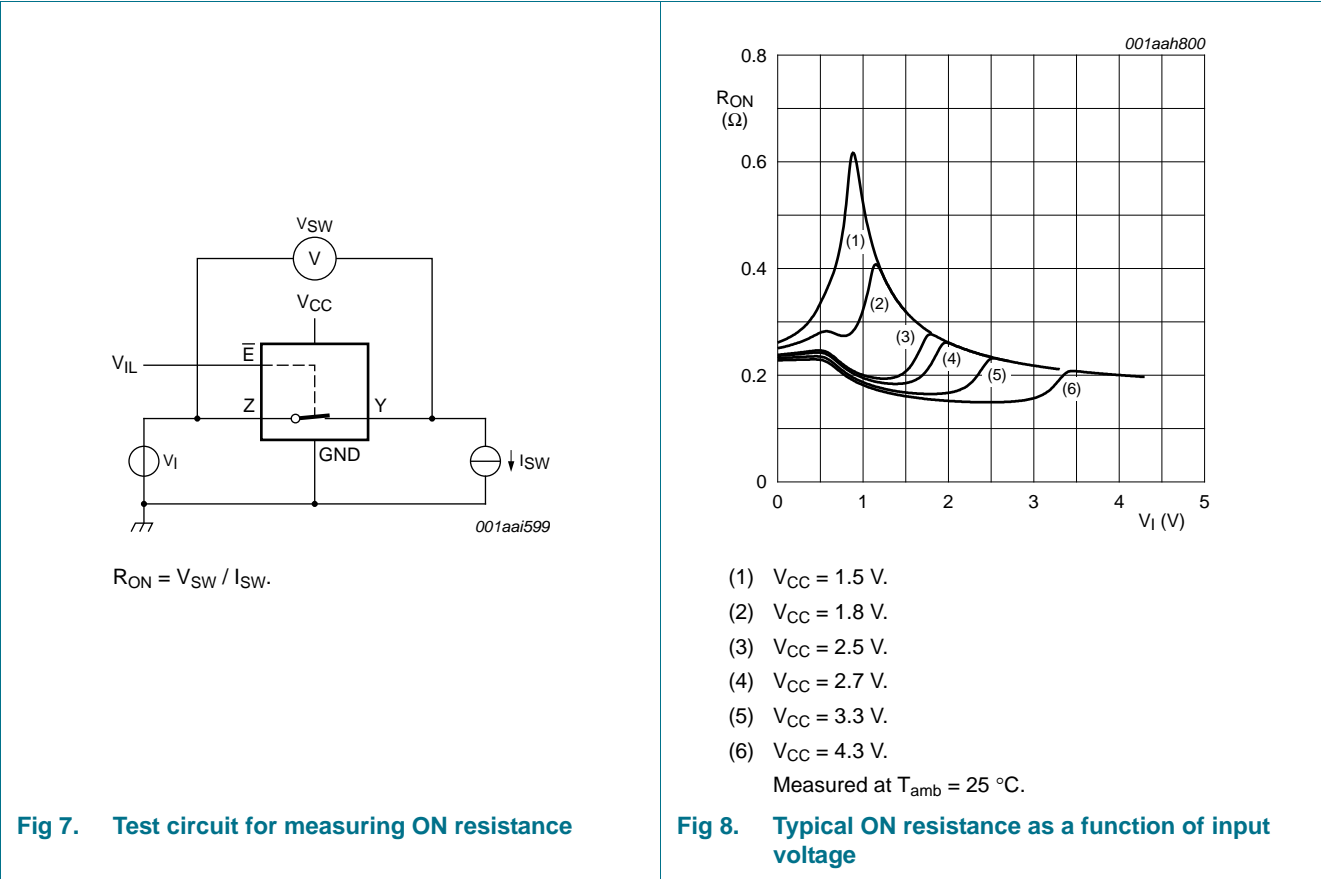 VSW
V
VCC
E
VIL
Z
Y
GND
VI
ISW
001aai599
RON = VSW / ISW.
Fig 7. Test circuit for measuring ON resistance
001aah800
0.8
RON
(Ω)
0.6
(1)
0.4
(2)
(3)
(4)
(5)
(6)
0.2
0
0
1
2
3
4
5
VI (V)
(1) VCC = 1.5 V.
(2) VCC = 1.8 V.
(3) VCC = 2.5 V.
(4) VCC = 2.7 V.
(5) VCC = 3.3 V.
(6) VCC = 4.3 V.
Measured at Tamb = 25 °C.
Fig 8. Typical ON resistance as a function of input
voltage